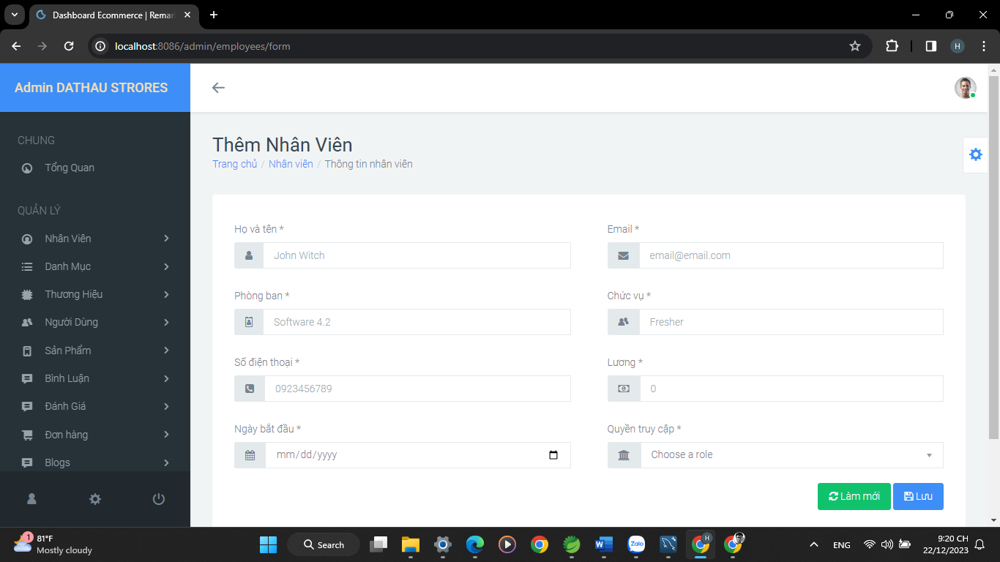 Dashboard Ecommerce | Remar
localhost:8086/admin/employees/form
H
Admin DATHAU STRORES
CHUNG
Tổng Quan
QUẢN LÝ
Nhân Viên
Danh Mục
Thương Hiệu
Người Dùng
Sản Phẩm
Bình Luận
Đánh Giá
Đơn hàng
Blogs
Thêm Nhân Viên
Trang chủ / Nhân viên / Thông tin nhân viên
Họ và tên *
John Witch
Email *
email@email.com
Phòng ban *
Software 4.2
Chức vụ *
Fresher
Số điện thoại *
0923456789
Lương *
0
Ngày bắt đầu *
mm/dd/yyyy
Quyền truy cập *
Choose a role
Làm mới
Lưu
1
81°F
Mostly cloudy
Search
W
Zalo
H
ENG
9:20 CH
22/12/2023